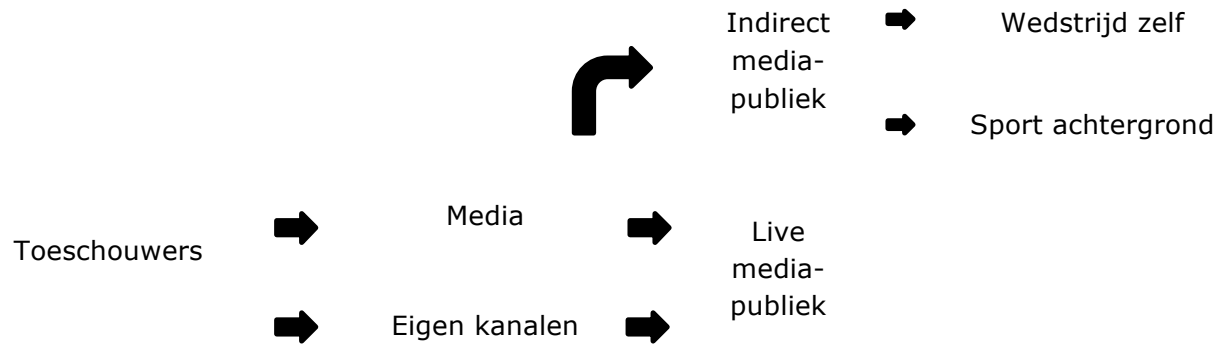 Indirect
media-
publiek
Wedstrijd zelf
Sport achtergrond
Toeschouwers
Media
Eigen kanalen
Live
media-
publiek